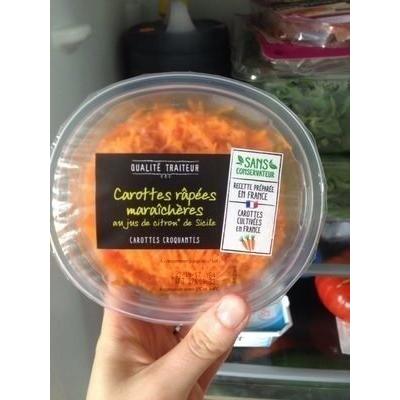 QUALITÉ TRAITEUR
Carottes râpées
maraîchères
au jus de citron* de Sicile
CAROTTES CROQUANTES
SANS
CONSERVATEUR
RECETTE PRÉPARÉE
EN FRANCE
CAROTTES
CULTIVÉES
EN FRANCE